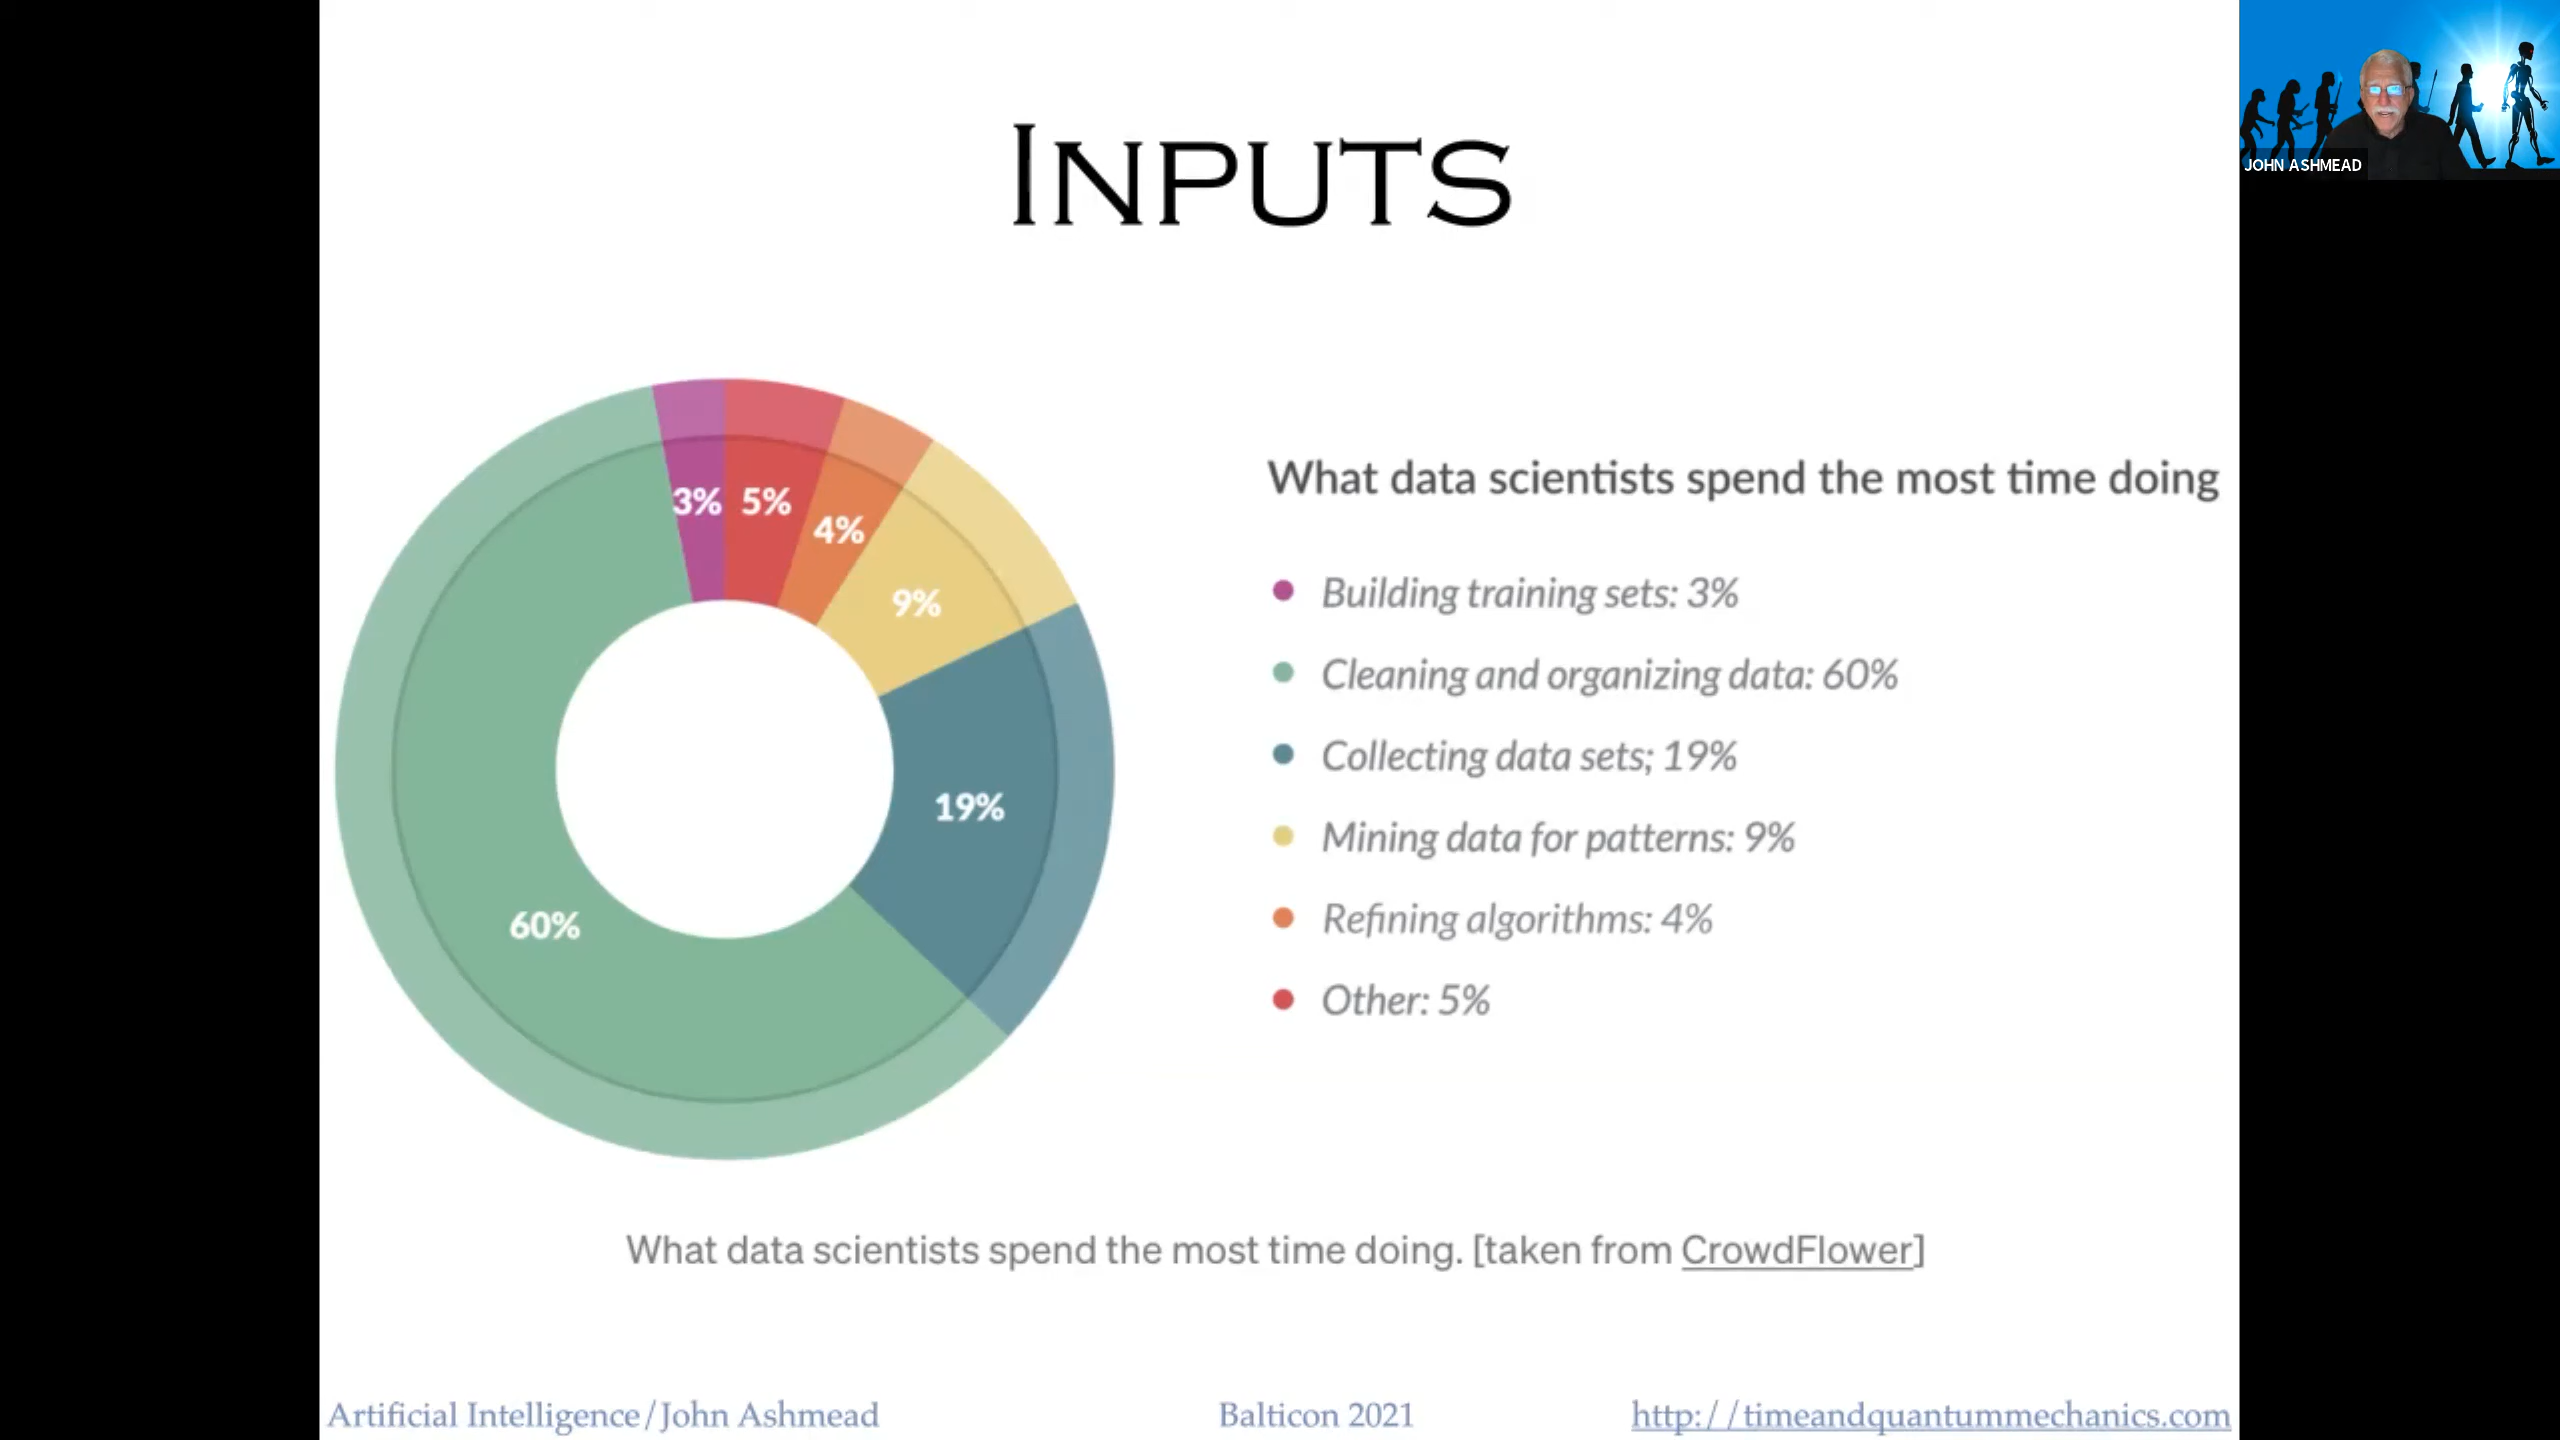 INPUTS
JOHN ASHMEAD
3%
5%
4%
9%
19%
60%
What data scientists spend the most time doing
Building training sets: 3%
Cleaning and organizing data: 60%
Collecting data sets; 19%
Mining data for patterns: 9%
Refining algorithms: 4%
Other: 5%
What data scientists spend the most time doing. [taken from CrowdFlower]
Artificial Intelligence/John Ashmead
Balticon 2021
http://timeandquantummechanics.com